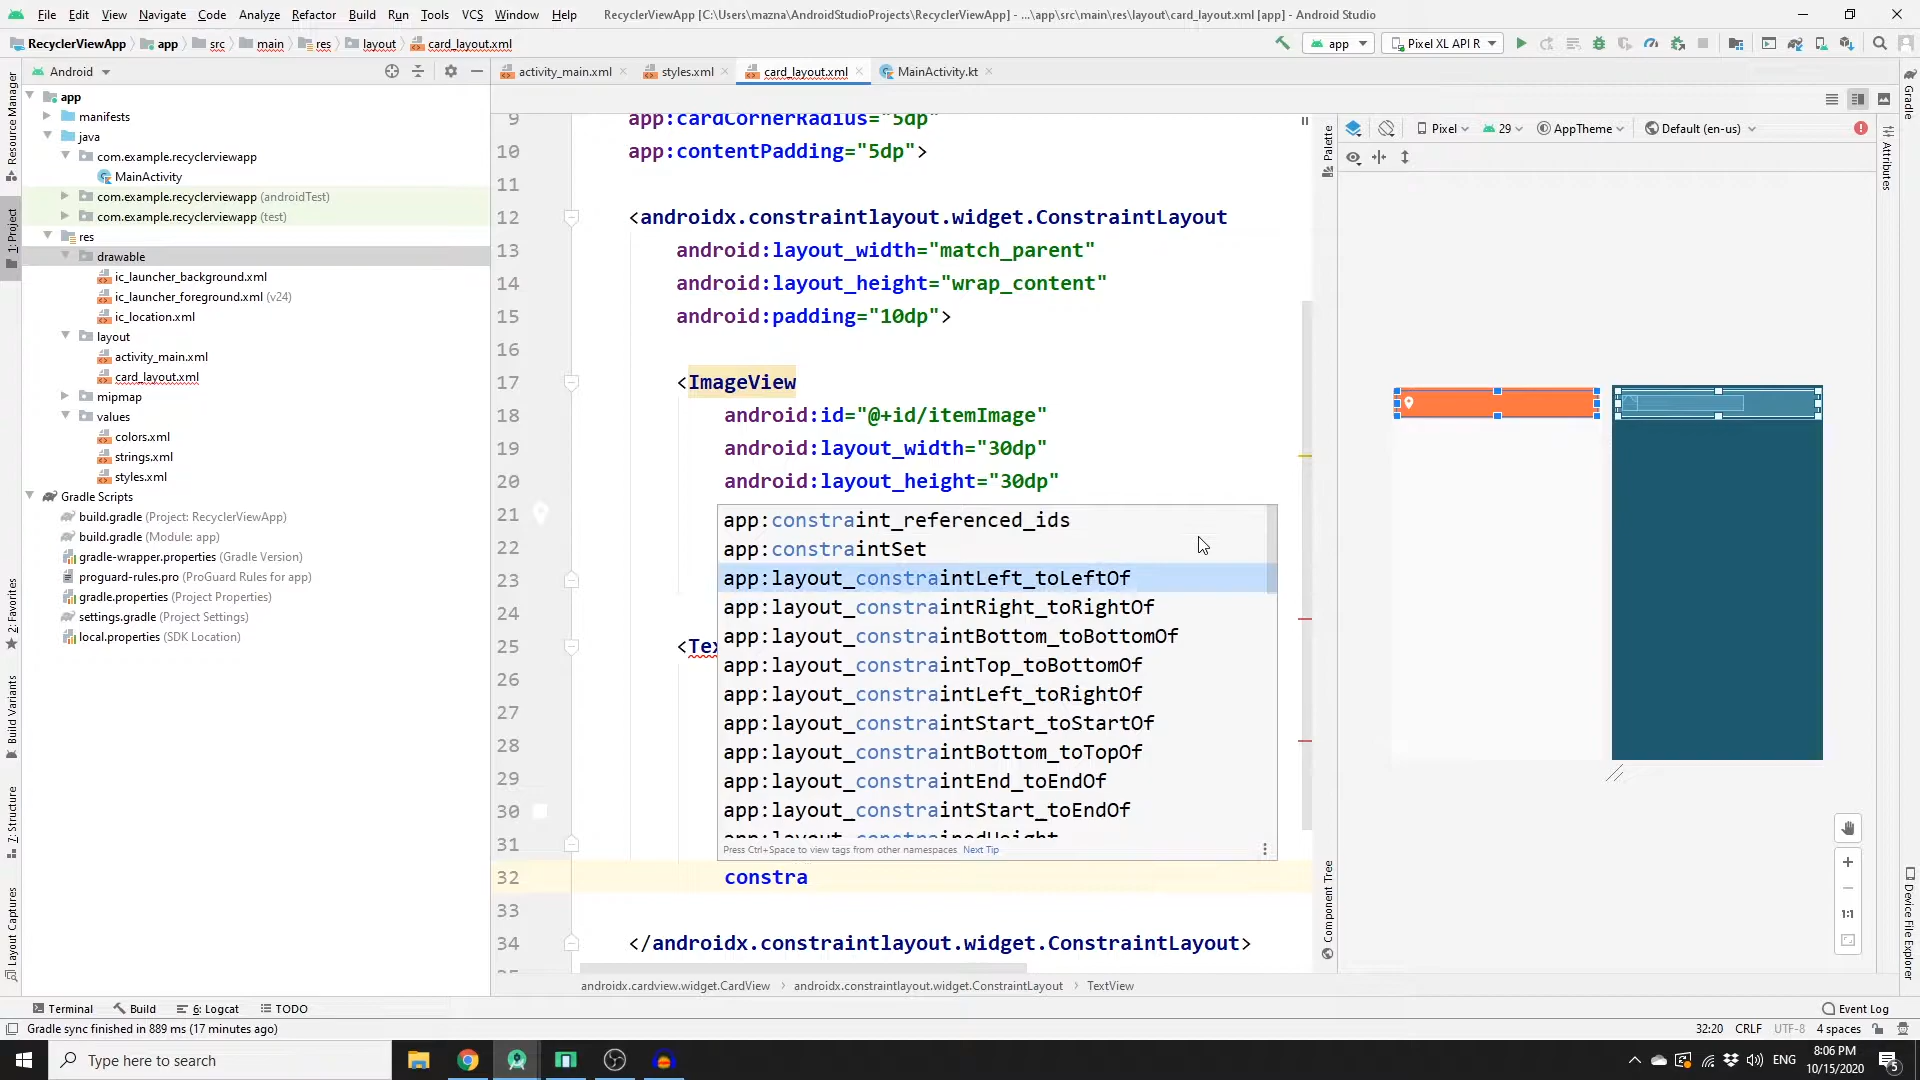 File Edit View Navigate Code Analyze Refactor Build Run Tools VCS Window Help RecyclerViewApp [C:\Users\mazna\AndroidStudioProjects\RecyclerViewApp] - ...\app\src\main\res\layout\card_layout.xml [app] - Android Studio
RecyclerViewApp app src main res layout card_layout.xml app Pixel XL API R
Android activity_main.xml styles.xml card_layout.xml MainActivity.kt
Resource Manager
1: Project
2: Favorites
Build Variants
7: Structure
Layout Captures
app
manifests
java
com.example.recyclerviewapp
MainActivity
com.example.recyclerviewapp (androidTest)
com.example.recyclerviewapp (test)
res
drawable
ic_launcher_background.xml
ic_launcher_foreground.xml (v24)
ic_location.xml
layout
activity_main.xml
card_layout.xml
mipmap
values
colors.xml
strings.xml
styles.xml
Gradle Scripts
build.gradle (Project: RecyclerViewApp)
build.gradle (Module: app)
gradle-wrapper.properties (Gradle Version)
proguard-rules.pro (ProGuard Rules for app)
gradle.properties (Project Properties)
settings.gradle (Project Settings)
local.properties (SDK Location)
9 app:cardCornerRadius="5dp"
10 app:contentPadding="5dp">
11
12 <androidx.constraintlayout.widget.ConstraintLayout
13 android:layout_width="match_parent"
14 android:layout_height="wrap_content"
15 android:padding="10dp">
16
17 <ImageView
18 android:id="@+id/itemImage"
19 android:layout_width="30dp"
20 android:layout_height="30dp"
21
22
23
24
25 <Tex
26
27
28
29
30
31
32 constra
33
34 </androidx.constraintlayout.widget.ConstraintLayout>
app:constraint_referenced_ids
app:constraintSet
app:layout_constraintLeft_toLeftOf
app:layout_constraintRight_toRightOf
app:layout_constraintBottom_toBottomOf
app:layout_constraintTop_toBottomOf
app:layout_constraintLeft_toRightOf
app:layout_constraintStart_toStartOf
app:layout_constraintBottom_toTopOf
app:layout_constraintEnd_toEndOf
app:layout_constraintStart_toEndOf
app:layout_constrainedHeight
Press Ctrl+Space to view tags from other namespaces Next Tip
androidx.cardview.widget.CardView androidx.constraintlayout.widget.ConstraintLayout TextView
Palette
Component Tree
Pixel 29 AppTheme Default (en-us)
1:1
Gradle
Attributes
Device File Explorer
Terminal Build 6: Logcat TODO Event Log
Gradle sync finished in 889 ms (17 minutes ago) 32:20 CRLF UTF-8 4 spaces
Type here to search
ENG
8:06 PM
10/15/2020
5